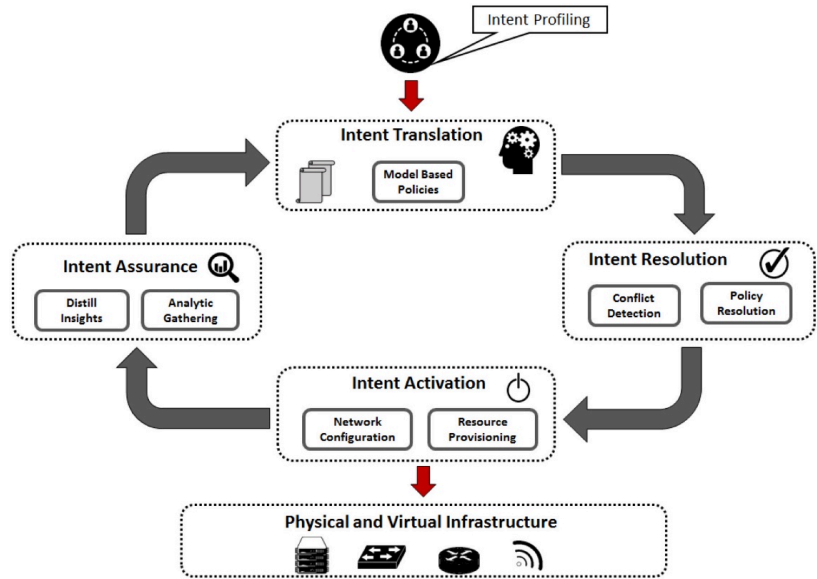 Intent Profiling
Intent Translation
Model Based
Policies
Intent Assurance
Distill
Insights
Analytic
Gathering
Intent Resolution
Conflict
Detection
Policy
Resolution
Intent Activation
Network
Configuration
Resource
Provisioning
Physical and Virtual Infrastructure